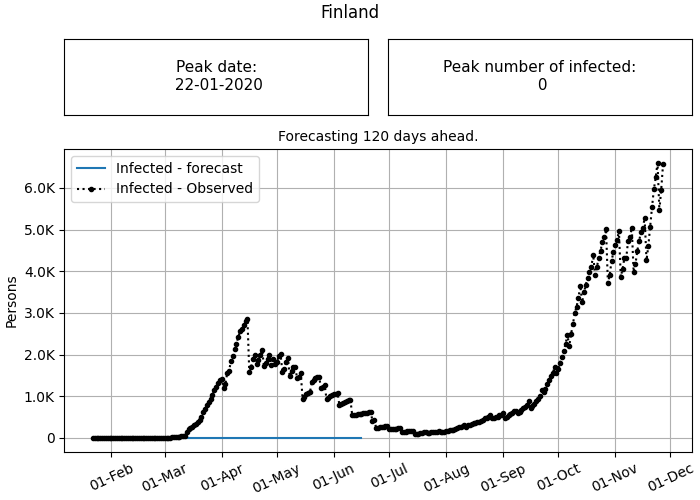 Finland
Peak date:
22-01-2020
Peak number of infected:
0
Forecasting 120 days ahead.
Infected - forecast
Infected - Observed
6.0K
5.0K
4.0K
3.0K
2.0K
1.0K
0
Persons
01-Feb
01-Mar
01-Apr
01-May
01-Jun
01-Jul
01-Aug
01-Sep
01-Oct
01-Nov
01-Dec